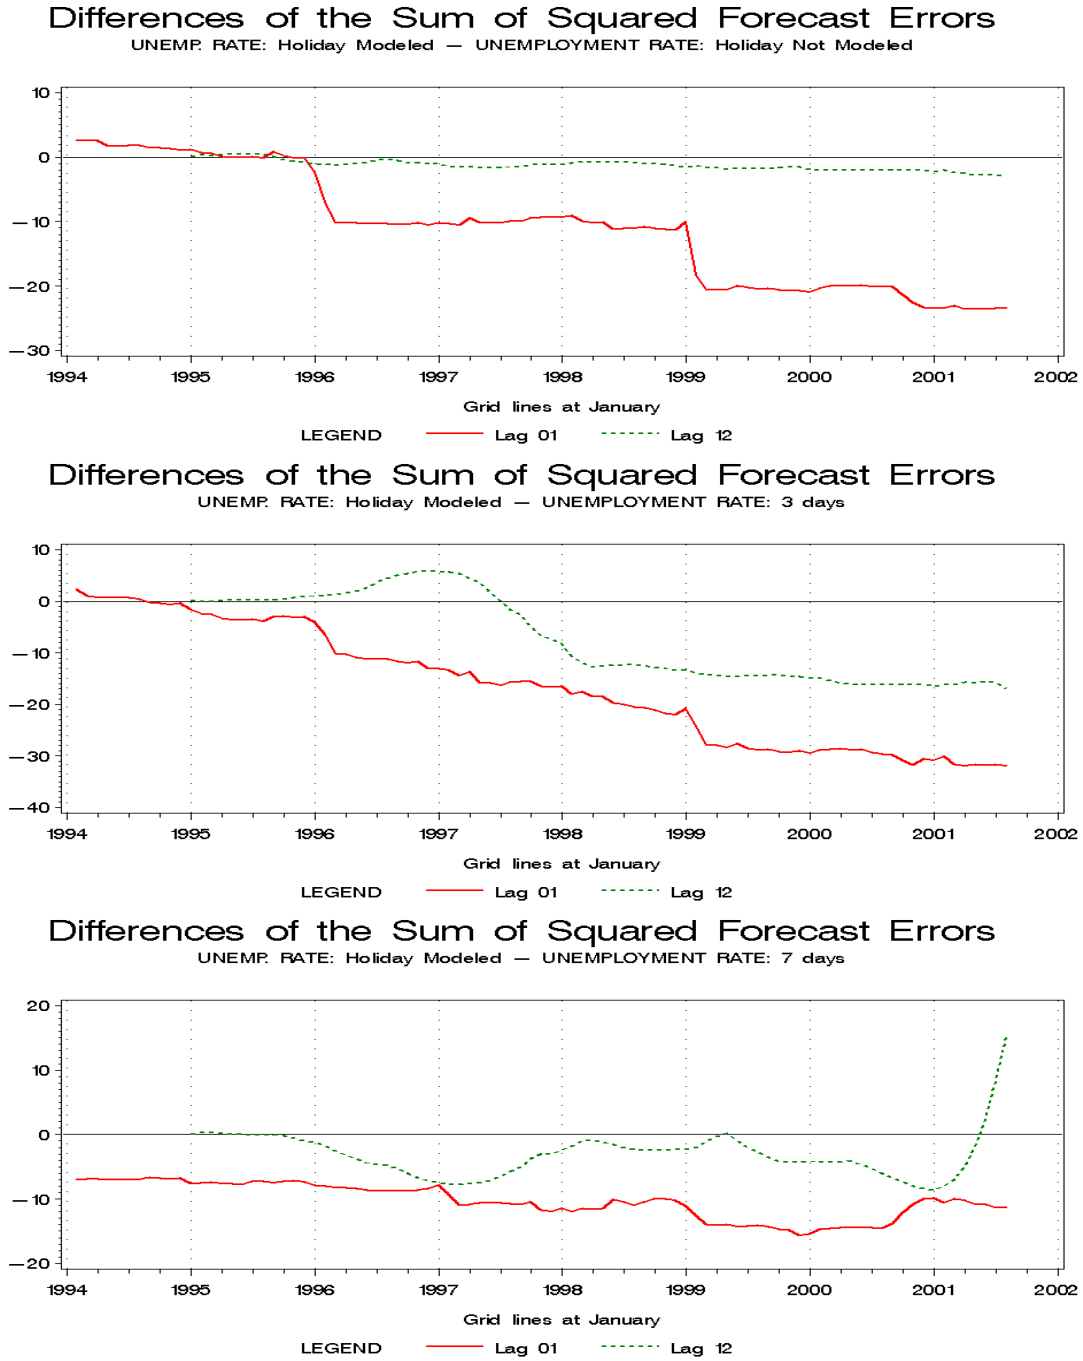 Differences of the Sum of Squared Forecast Errors
UNEMP. RATE: Holiday Modeled — UNEMPLOYMENT RATE: Holiday Not Modeled
10
0
—10
—20
—30
1994 1995 1996 1997 1998 1999 2000 2001 2002
Grid lines at January
LEGEND Lag 01 Lag 12
Differences of the Sum of Squared Forecast Errors
UNEMP. RATE: Holiday Modeled — UNEMPLOYMENT RATE: 3 days
10
0
—10
—20
—30
—40
1994 1995 1996 1997 1998 1999 2000 2001 2002
Grid lines at January
LEGEND Lag 01 Lag 12
Differences of the Sum of Squared Forecast Errors
UNEMP. RATE: Holiday Modeled — UNEMPLOYMENT RATE: 7 days
20
10
0
—10
—20
1994 1995 1996 1997 1998 1999 2000 2001 2002
Grid lines at January
LEGEND Lag 01 Lag 12